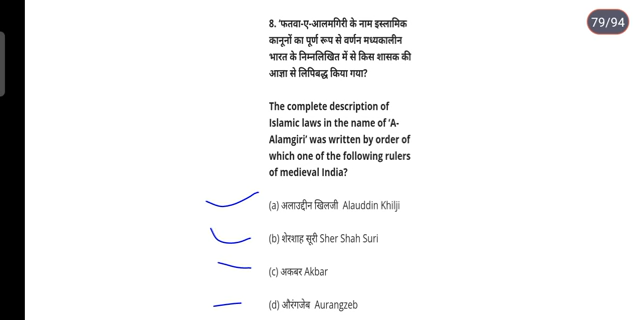 79/94
8. 'फतवा-ए-आलमगिरी के नाम इस्लामिक
कानूनों का पूर्ण रूप से वर्णन मध्यकालीन
भारत के निम्नलिखित में से किस शासक की
आज्ञा से लिपिबद्ध किया गया?
The complete description of
Islamic laws in the name of ‘A-
Alamgiri’ was written by order of
which one of the following rulers
of medieval India?
(a) अलाउद्दीन खिलजी Alauddin Khilji
(b) शेरशाह सूरी Sher Shah Suri
(c) अकबर Akbar
(d) औरंगजेब Aurangzeb